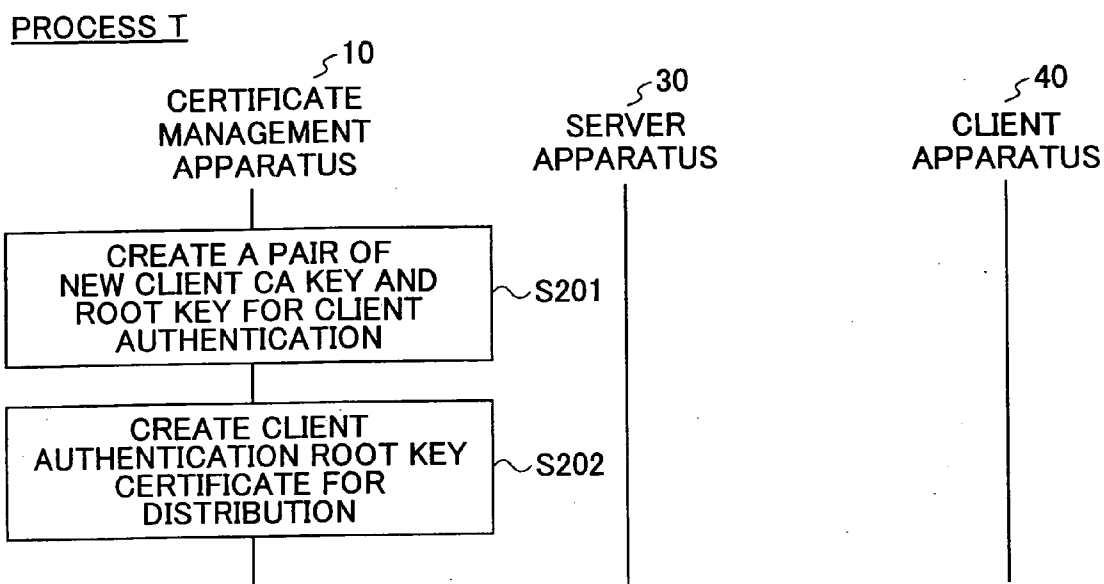 PROCESS T
10
CERTIFICATE
MANAGEMENT
APPARATUS
30
SERVER
APPARATUS
40
CLIENT
APPARATUS
CREATE A PAIR OF
NEW CLIENT CA KEY AND
ROOT KEY FOR CLIENT
AUTHENTICATION
S201
CREATE CLIENT
AUTHENTICATION ROOT KEY
CERTIFICATE FOR
DISTRIBUTION
S202